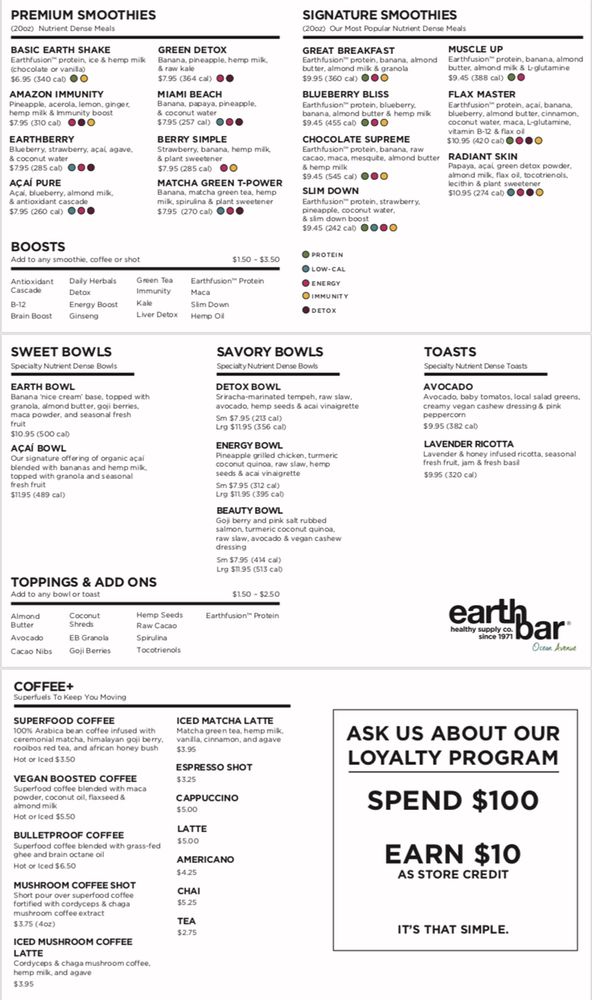 PREMIUM SMOOTHIES
(20oz) Nutrient Dense Meals
BASIC EARTH SHAKE
Earthfusion™ protein, ice & hemp milk
(chocolate or vanilla)
$6.95 (340 cal)
AMAZON IMMUNITY
Pineapple, acerola, lemon, ginger,
hemp milk & Immunity boost
$7.95 (310 cal)
EARTHBERRY
Blueberry, strawberry, açaí, agave,
& coconut water
$7.95 (285 cal)
AÇAÍ PURE
Açaí, blueberry, almond milk,
& antioxidant cascade
$7.95 (260 cal)
GREEN DETOX
Banana, pineapple, hemp milk,
& raw kale
$7.95 (364 cal)
MIAMI BEACH
Banana, papaya, pineapple,
& coconut water
$7.95 (257 cal)
BERRY SIMPLE
Strawberry, banana, hemp milk,
& plant sweetener
$7.95 (285 cal)
MATCHA GREEN T-POWER
Banana, matcha green tea, hemp
milk, spirulina & plant sweetener
$7.95 (270 cal)
BOOSTS
Add to any smoothie, coffee or shot $1.50 – $3.50
Antioxidant
Cascade
B-12
Brain Boost
Daily Herbals
Detox
Energy Boost
Ginseng
Green Tea
Immunity
Kale
Liver Detox
Earthfusion™ Protein
Maca
Slim Down
Hemp Oil
SIGNATURE SMOOTHIES
(20oz) Our Most Popular Nutrient Dense Meals
GREAT BREAKFAST
Earthfusion™ protein, banana, almond
butter, almond milk & granola
$9.95 (360 cal)
BLUEBERRY BLISS
Earthfusion™ protein, blueberry,
banana, almond butter & hemp milk
$9.45 (455 cal)
CHOCOLATE SUPREME
Earthfusion™ protein, banana, raw
cacao, maca, mesquite, almond butter
& hemp milk
$9.45 (545 cal)
SLIM DOWN
Earthfusion™ protein, strawberry,
pineapple, coconut water,
& slim down boost
$9.45 (242 cal)
MUSCLE UP
Earthfusion™ protein, banana, almond
butter, almond milk & L-glutamine
$9.45 (388 cal)
FLAX MASTER
Earthfusion™ protein, açaí, banana,
blueberry, almond butter, cinnamon,
coconut water, maca, L-glutamine,
vitamin B-12 & flax oil
$10.95 (420 cal)
RADIANT SKIN
Papaya, açaí, green detox powder,
almond milk, flax oil, tocotrienols,
lecithin & plant sweetener
$10.95 (274 cal)
PROTEIN
LOW-CAL
ENERGY
IMMUNITY
DETOX
SWEET BOWLS
Specialty Nutrient Dense Bowls
EARTH BOWL
Banana 'nice cream' base, topped with
granola, almond butter, goji berries,
maca powder, and seasonal fresh
fruit
$10.95 (500 cal)
AÇAÍ BOWL
Our signature offering of organic açaí
blended with bananas and hemp milk,
topped with granola and seasonal
fresh fruit
$11.95 (489 cal)
SAVORY BOWLS
Specialty Nutrient Dense Bowls
DETOX BOWL
Sriracha-marinated tempeh, raw slaw,
avocado, hemp seeds & acai vinaigrette
Sm $7.95 (213 cal)
Lrg $11.95 (356 cal)
ENERGY BOWL
Pineapple grilled chicken, turmeric
coconut quinoa, raw slaw, hemp
seeds & acai vinaigrette
Sm $7.95 (312 cal)
Lrg $11.95 (395 cal)
BEAUTY BOWL
Goji berry and pink salt rubbed
salmon, turmeric coconut quinoa,
raw slaw, avocado & vegan cashew
dressing
Sm $7.95 (414 cal)
Lrg $11.95 (513 cal)
TOASTS
Specialty Nutrient Dense Toasts
AVOCADO
Avocado, baby tomatos, local salad greens,
creamy vegan cashew dressing & pink
peppercorn
$9.95 (382 cal)
LAVENDER RICOTTA
Lavender & honey infused ricotta, seasonal
fresh fruit, jam & fresh basil
$9.95 (320 cal)
TOPPINGS & ADD ONS
Add to any bowl or toast $1.50 – $2.50
Almond
Butter
Avocado
Cacao Nibs
Coconut
Shreds
EB Granola
Goji Berries
Hemp Seeds
Raw Cacao
Spirulina
Tocotrienols
Earthfusion™ Protein
earth
bar®
healthy supply co.
since 1971
Ocean Avenue
COFFEE+
Superfuels To Keep You Moving
SUPERFOOD COFFEE
100% Arabica bean coffee infused with
ceremonial matcha, himalayan goji berry,
rooibos red tea, and african honey bush
Hot or Iced $3.50
VEGAN BOOSTED COFFEE
Superfood coffee blended with maca
powder, coconut oil, flaxseed &
almond milk
Hot or Iced $5.50
BULLETPROOF COFFEE
Superfood coffee blended with grass-fed
ghee and brain octane oil
Hot or Iced $6.50
MUSHROOM COFFEE SHOT
Short pour over superfood coffee
fortified with cordyceps & chaga
mushroom coffee extract
$3.75 (4oz)
ICED MUSHROOM COFFEE
LATTE
Cordyceps & chaga mushroom coffee,
hemp milk, and agave
$3.95
ICED MATCHA LATTE
Matcha green tea, hemp milk,
vanilla, cinnamon, and agave
$3.95
ESPRESSO SHOT
$3.25
CAPPUCCINO
$5.00
LATTE
$5.00
AMERICANO
$4.25
CHAI
$5.25
TEA
$2.75
ASK US ABOUT OUR
LOYALTY PROGRAM
SPEND $100
EARN $10
AS STORE CREDIT
IT'S THAT SIMPLE.